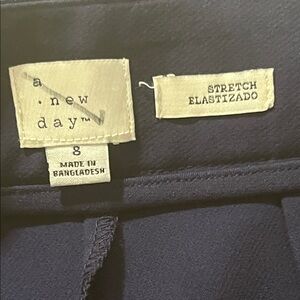 a
. new
day™
8
MADE IN
BANGLADESH
STRETCH
ELASTIZADO